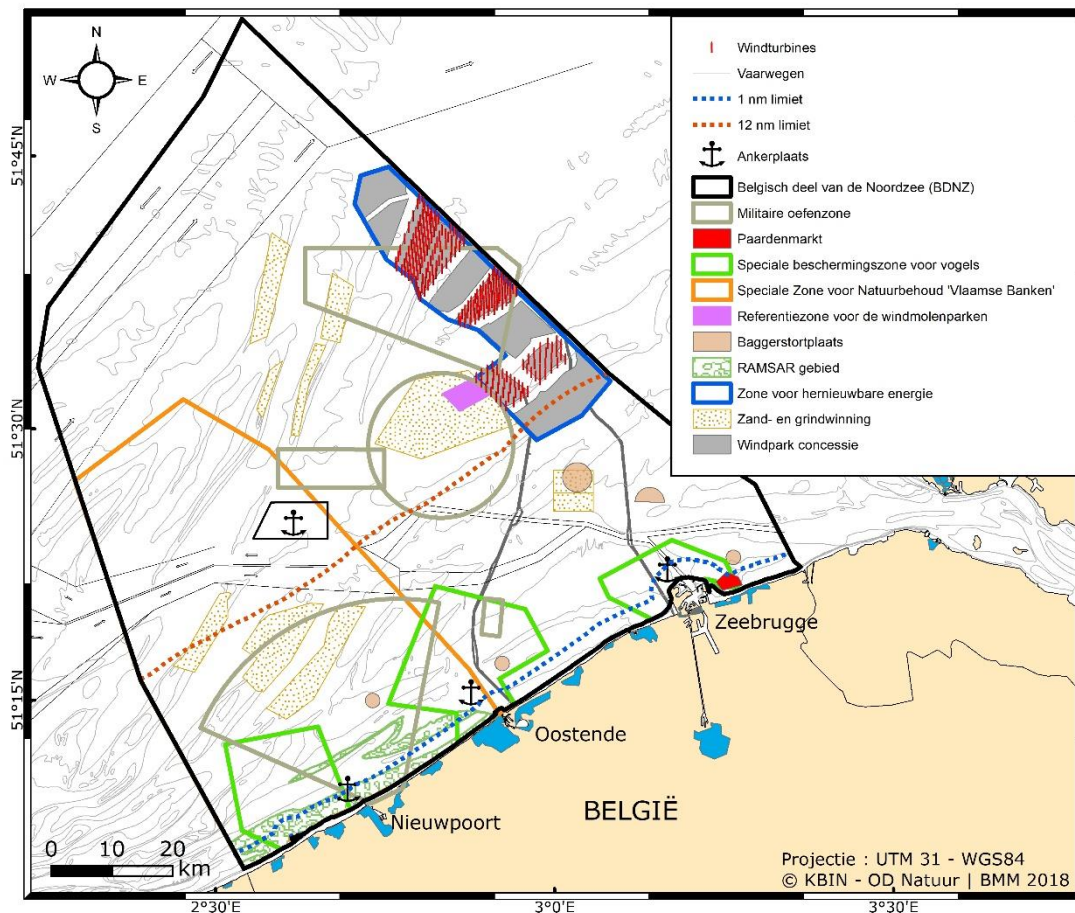 N
W
E
S
Windturbines
Vaarwegen
1 nm limiet
12 nm limiet
Ankerplaats
Belgisch deel van de Noordzee (BDNZ)
Militaire oefenzone
Paardenmarkt
Speciale beschermingszone voor vogels
Speciale Zone voor Natuurbehoud 'Vlaamse Banken'
Referentiezone voor de windmolenparken
Baggerstortplaats
RAMSAR gebied
Zone voor hernieuwbare energie
Zand- en grindwinning
Windpark concessie
51°45'N
51°30'N
51°15'N
Zeebrugge
Oostende
Nieuwpoort
BELGIË
0 10 20
km
Projectie : UTM 31 - WGS84
© KBIN - OD Natuur | BMM 2018
2°30'E
3°0'E
3°30'E